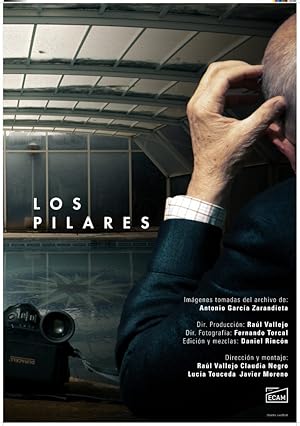 LOS
PILARES
Imágenes tomadas del archivo de:
Antonio García Zarandieta
Dir. Producción: Raúl Vallejo
Dir. Fotografía: Fernando Torcal
Edición y mezclas: Daniel Rincón
Dirección y montaje:
Raúl Vallejo Claudia Negro
Lucía Touceda Javier Moreno
ECAM